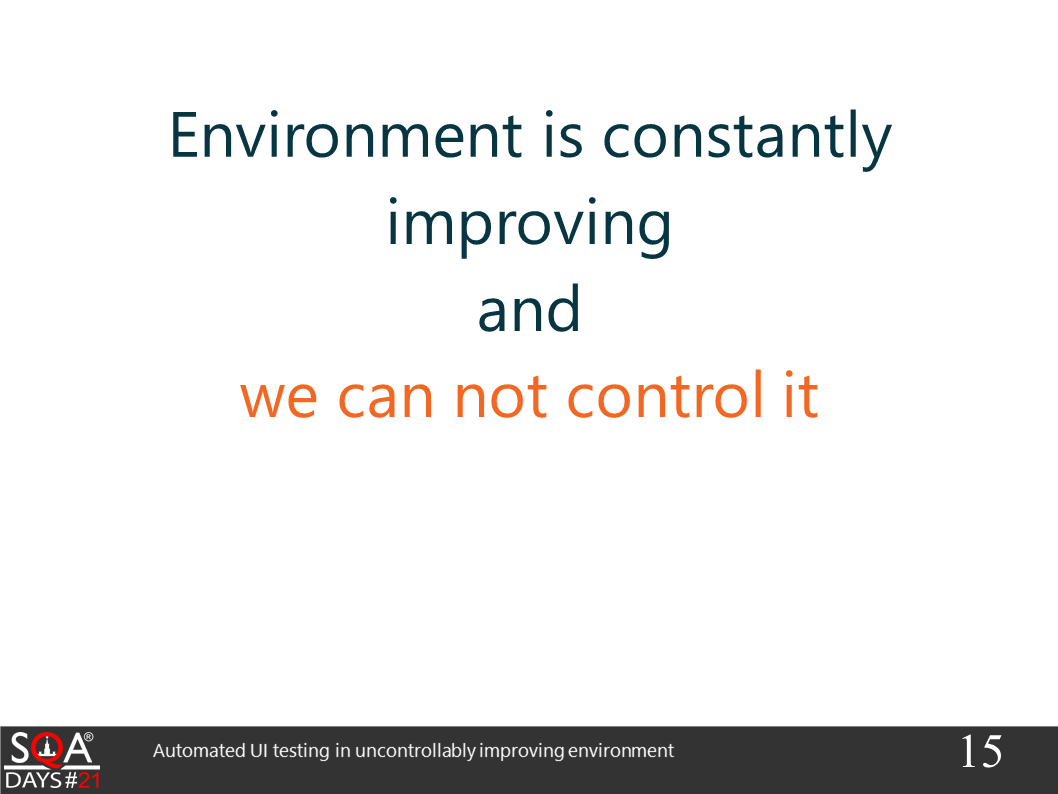 Environment is constantly
improving
and
we can not control it
SQA®
DAYS#21
Automated UI testing in uncontrollably improving environment
15